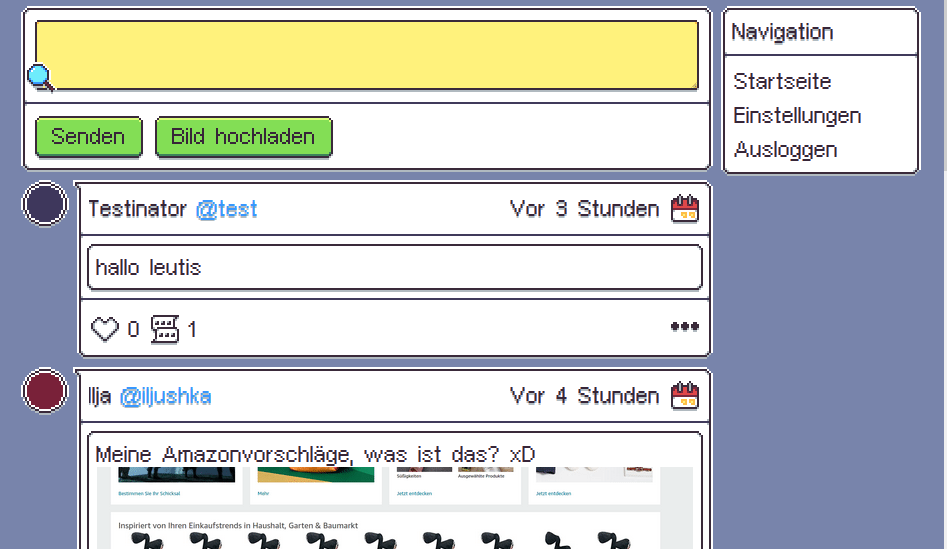 Navigation
Startseite
Einstellungen
Ausloggen
Senden Bild hochladen
Testinator @test Vor 3 Stunden
hallo leutis
0 1
Ilja @iljushka Vor 4 Stunden
Meine Amazonvorschläge, was ist das? xD
Süßigkeiten Ausgewählte Produkte
Bestimmen Sie Ihr Schicksal Mehr Jetzt entdecken Jetzt entdecken
Inspiriert von Ihren Einkaufstrends in Haushalt, Garten & Baumarkt